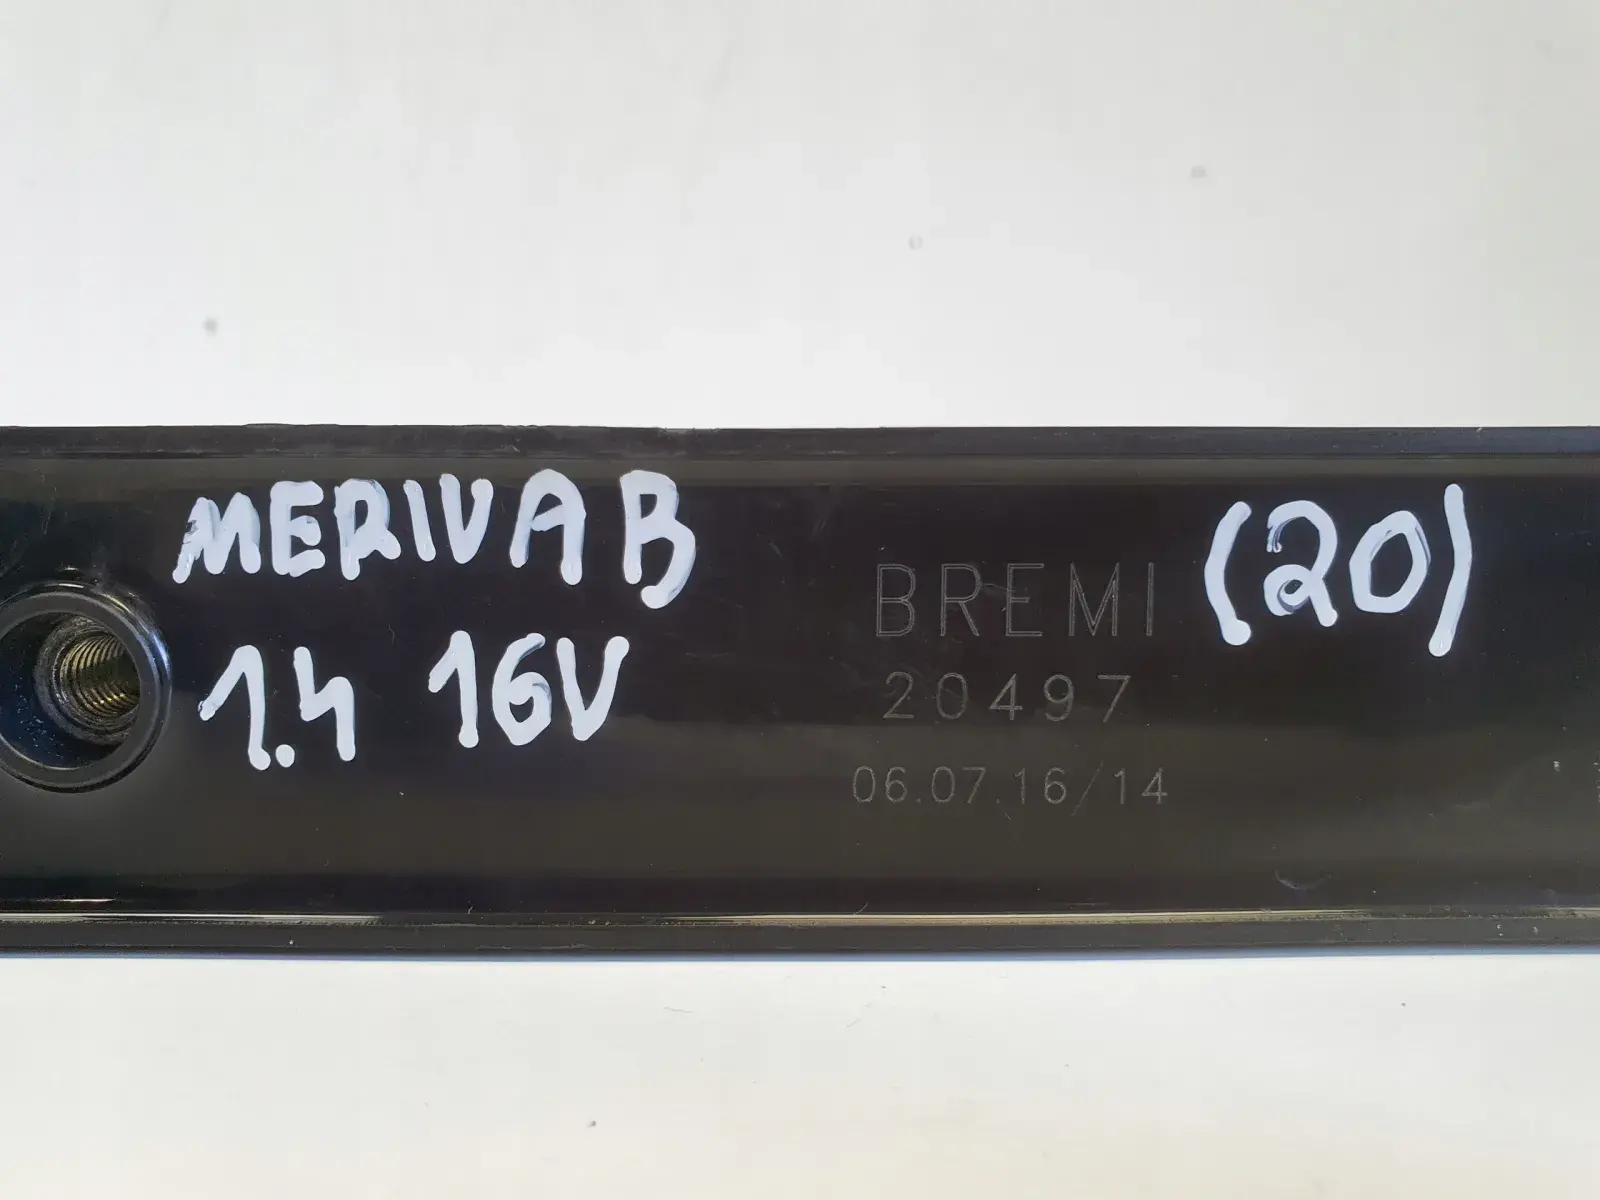 MERIVA B
1.4 16V
BREMI
20497
06.07.16/14
(20)